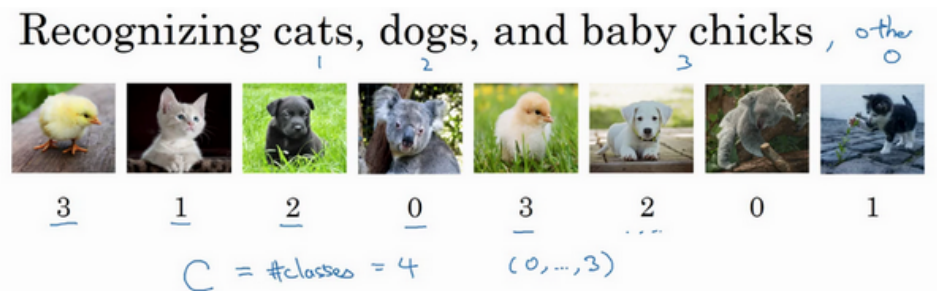 Recognizing cats, dogs, and baby chicks , other
1 2 3 0
3 1 2 0 3 2 0 1
C = #classes = 4 (0,...,3)